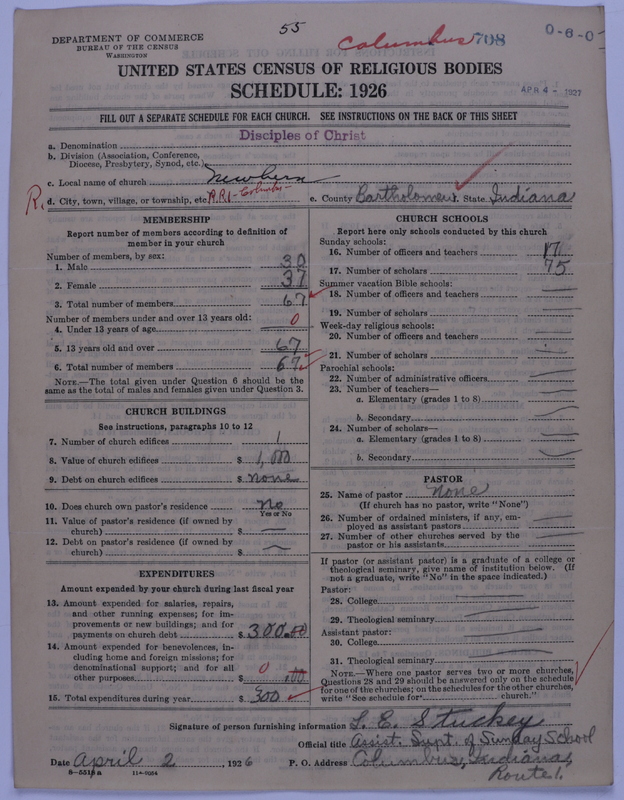 55
Columbus 708
0-8-0
DEPARTMENT OF COMMERCE
BUREAU OF THE CENSUS
WASHINGTON
UNITED STATES CENSUS OF RELIGIOUS BODIES
SCHEDULE: 1926
APR 4 - 1927
FILL OUT A SEPARATE SCHEDULE FOR EACH CHURCH. SEE INSTRUCTIONS ON THE BACK OF THIS SHEET
Disciples of Christ
a. Denomination
b. Division (Association, Conference,
Diocese, Presbytery, Synod, etc.)
c. Local name of church Newbern
R. d. City, town, village, or township, etc. R.R.1-Columbus- e. County Bartholomew. State Indiana
MEMBERSHIP
Report number of members according to definition of
member in your church
Number of members, by sex:
1. Male 30
2. Female 37
3. Total number of members 67
Number of members under and over 13 years old:
4. Under 13 years of age 0
5. 13 years old and over 67
6. Total number of members 67
NOTE.—The total given under Question 6 should be
same as the total of males and females given under Question 3.
CHURCH BUILDINGS
See instructions, paragraphs 10 to 12
7. Number of church edifices 1
8. Value of church edifices $
9. Debt on church edifices $ none
10. Does church own pastor's residence no
Yes or No
11. Value of pastor's residence (if owned by
church) $ —
12. Debt on pastor's residence (if owned by
church) $ —
EXPENDITURES
Amount expended by your church during last fiscal year
13. Amount expended for salaries, repairs,
and other running expenses; for im-
provements or new buildings; and for
payments on church debt $ 300.00
14. Amount expended for benevolences, in-
cluding home and foreign missions; for
denominational support; and for all 0
other purposes $
15. Total expenditures during year $ 300
CHURCH SCHOOLS
Report here only schools conducted by this church
Sunday schools:
16. Number of officers and teachers 17
17. Number of scholars 75
Summer vacation Bible schools:
18. Number of officers and teachers —
19. Number of scholars —
Week-day religious schools:
20. Number of officers and teachers —
21. Number of scholars —
Parochial schools:
22. Number of administrative officers —
23. Number of teachers—
a. Elementary (grades 1 to 8) —
b. Secondary —
24. Number of scholars—
a. Elementary (grades 1 to 8) —
b. Secondary —
PASTOR
25. Name of pastor None
(If church has no pastor, write "None")
26. Number of ordained ministers, if any, em-
ployed as assistant pastors —
27. Number of other churches served by the
pastor or his assistants —
If pastor (or assistant pastor) is a graduate of a college or
theological seminary, give name of institution below. (If
not a graduate, write "No" in the space indicated.)
Pastor:
28. College —
29. Theological seminary —
Assistant pastor:
30. College —
31. Theological seminary —
NOTE.—Where one pastor serves two or more churches,
Questions 28 and 29 should be answered only on the schedule
for one of the churches; on the schedules for the other churches,
write "See schedule for church."
Signature of person furnishing information L. E. Stuckey
Official title Assist. Supt. of Sunday School
Date April 2, 1926 P. O. Address Columbus, Indiana,
Route 1.
8-5518a 11-9084